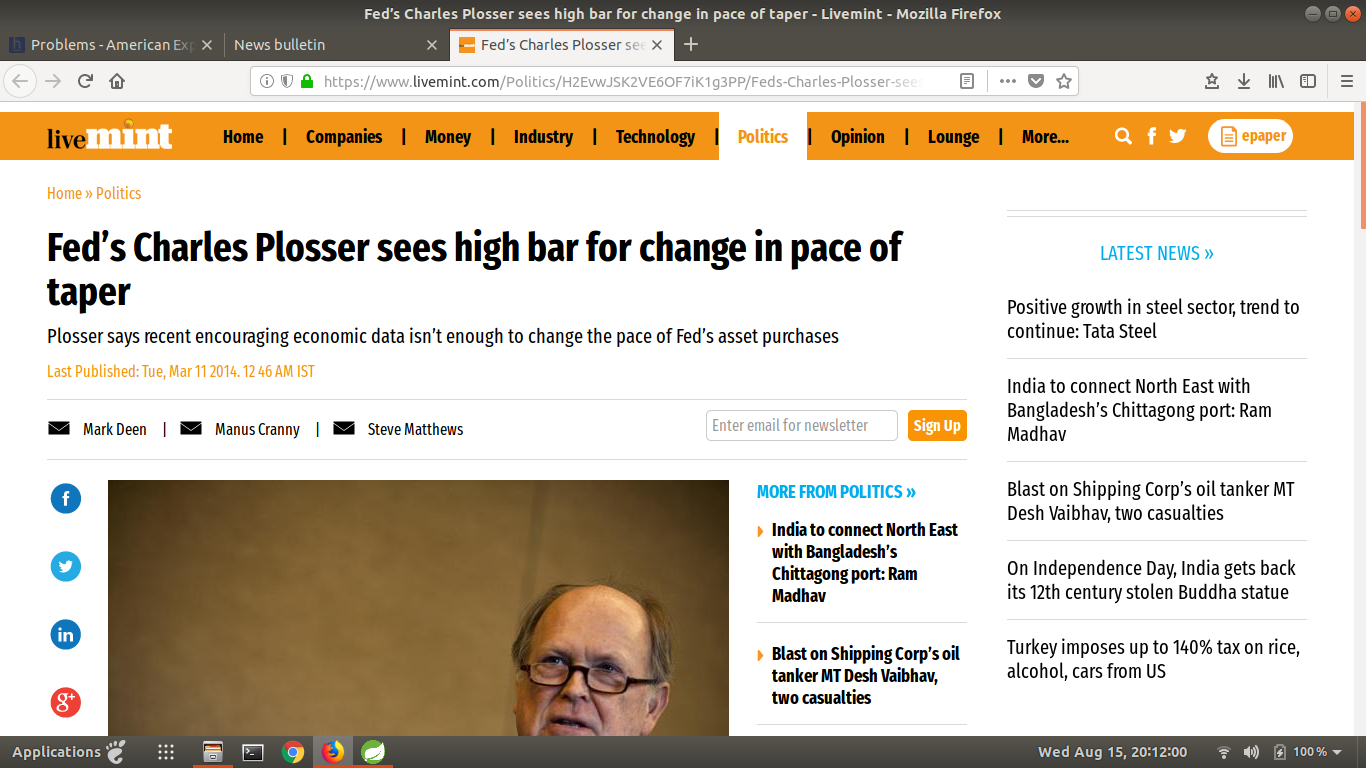 Fed's Charles Plosser sees high bar for change in pace of taper - Livemint - Mozilla Firefox
Problems - American Ex
News bulletin
Fed's Charles Plosser see
https://www.livemint.com/Politics/H2EvwJSK2VE6OF7iK1g3PP/Feds-Charles-Plosser-sees
livemint
Home | Companies | Money | Industry | Technology | Politics | Opinion | Lounge | More...
epaper
Home » Politics
Fed's Charles Plosser sees high bar for change in pace of
taper
Plosser says recent encouraging economic data isn't enough to change the pace of Fed's asset purchases
Last Published: Tue, Mar 11 2014. 12 46 AM IST
Mark Deen | Manus Cranny | Steve Matthews
Enter email for newsletter
Sign Up
MORE FROM POLITICS »
India to connect North East
with Bangladesh's
Chittagong port: Ram
Madhav
Blast on Shipping Corp's oil
tanker MT Desh Vaibhav,
two casualties
LATEST NEWS »
Positive growth in steel sector, trend to
continue: Tata Steel
India to connect North East with
Bangladesh's Chittagong port: Ram
Madhav
Blast on Shipping Corp's oil tanker MT
Desh Vaibhav, two casualties
On Independence Day, India gets back
its 12th century stolen Buddha statue
Turkey imposes up to 140% tax on rice,
alcohol, cars from US
Applications
Wed Aug 15, 20:12:00
100 %